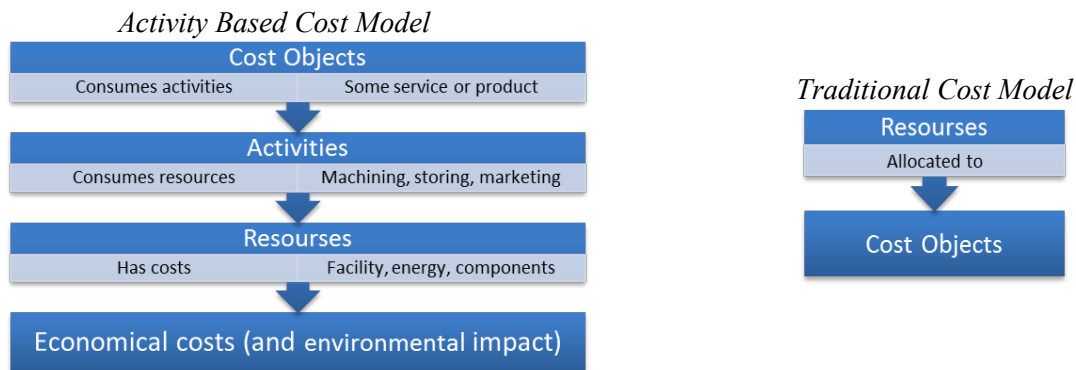 Activity Based Cost Model
Cost Objects
Consumes activities
Some service or product
Activities
Consumes resources
Machining, storing, marketing
Resourses
Has costs
Facility, energy, components
Economical costs (and environmental impact)
Traditional Cost Model
Resourses
Allocated to
Cost Objects